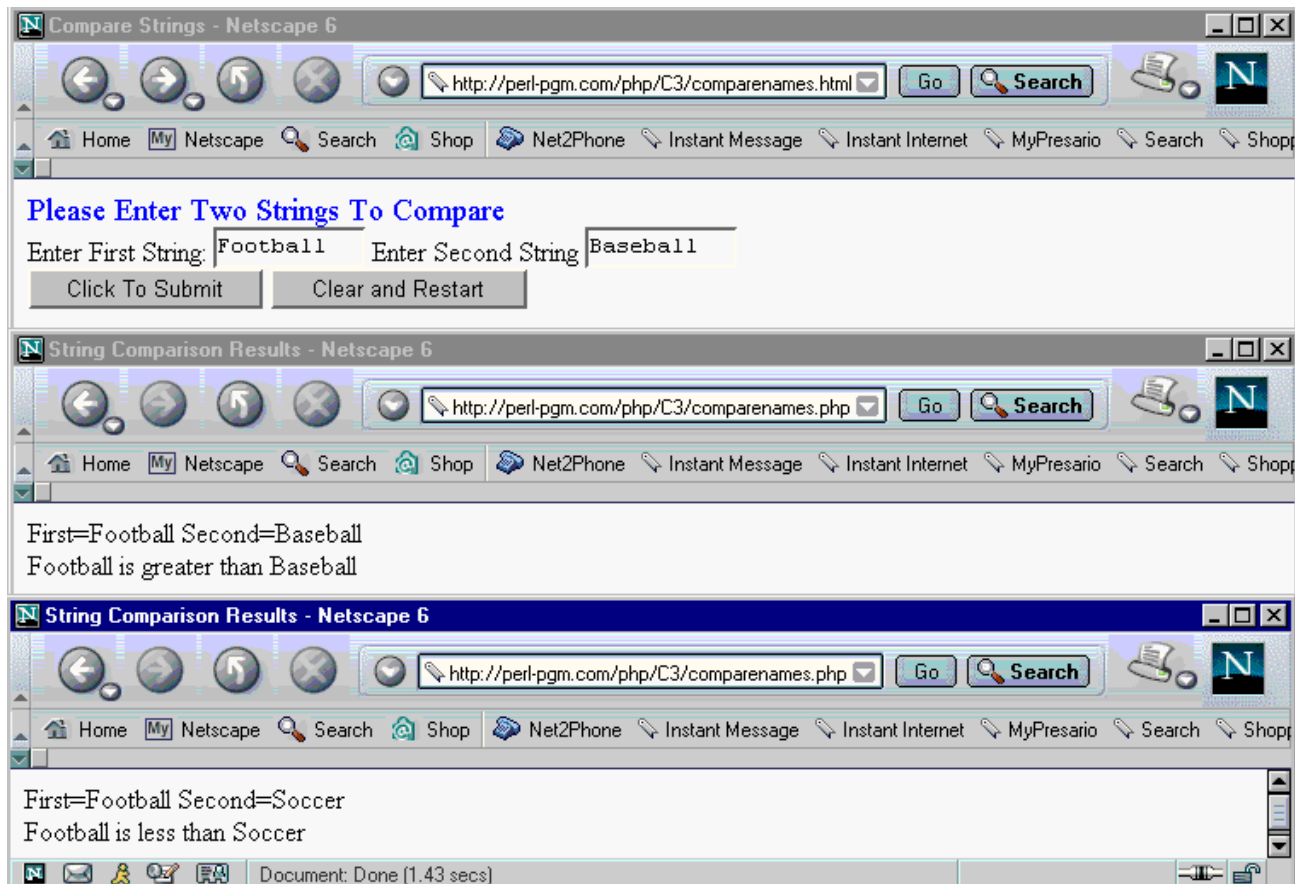 Compare Strings - Netscape 6
http://perl-pgm.com/php/C3/comparenames.html Go Search N
Home My Netscape Search Shop Net2Phone Instant Message Instant Internet MyPresario Search Shopp
Please Enter Two Strings To Compare
Enter First String: Football Enter Second String Baseball
Click To Submit Clear and Restart
String Comparison Results - Netscape 6
http://perl-pgm.com/php/C3/comparenames.php Go Search N
Home My Netscape Search Shop Net2Phone Instant Message Instant Internet MyPresario Search Shopp
First=Football Second=Baseball
Football is greater than Baseball
String Comparison Results - Netscape 6
http://perl-pgm.com/php/C3/comparenames.php Go Search N
Home My Netscape Search Shop Net2Phone Instant Message Instant Internet MyPresario Search Shopp
First=Football Second=Soccer
Football is less than Soccer
Document: Done (1.43 secs)